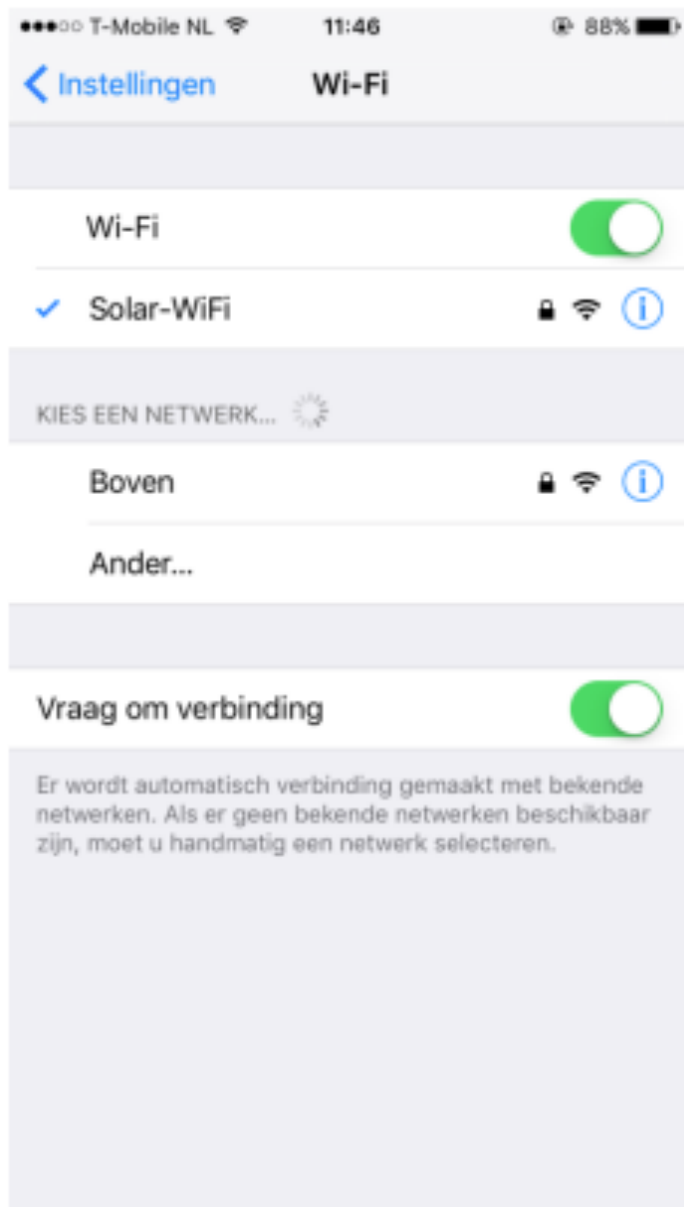 T-Mobile NL 11:46 88%
Instellingen Wi-Fi
Wi-Fi
Solar-WiFi
KIES EEN NETWERK...
Boven
Ander...
Vraag om verbinding
Er wordt automatisch verbinding gemaakt met bekende
netwerken. Als er geen bekende netwerken beschikbaar
zijn, moet u handmatig een netwerk selecteren.